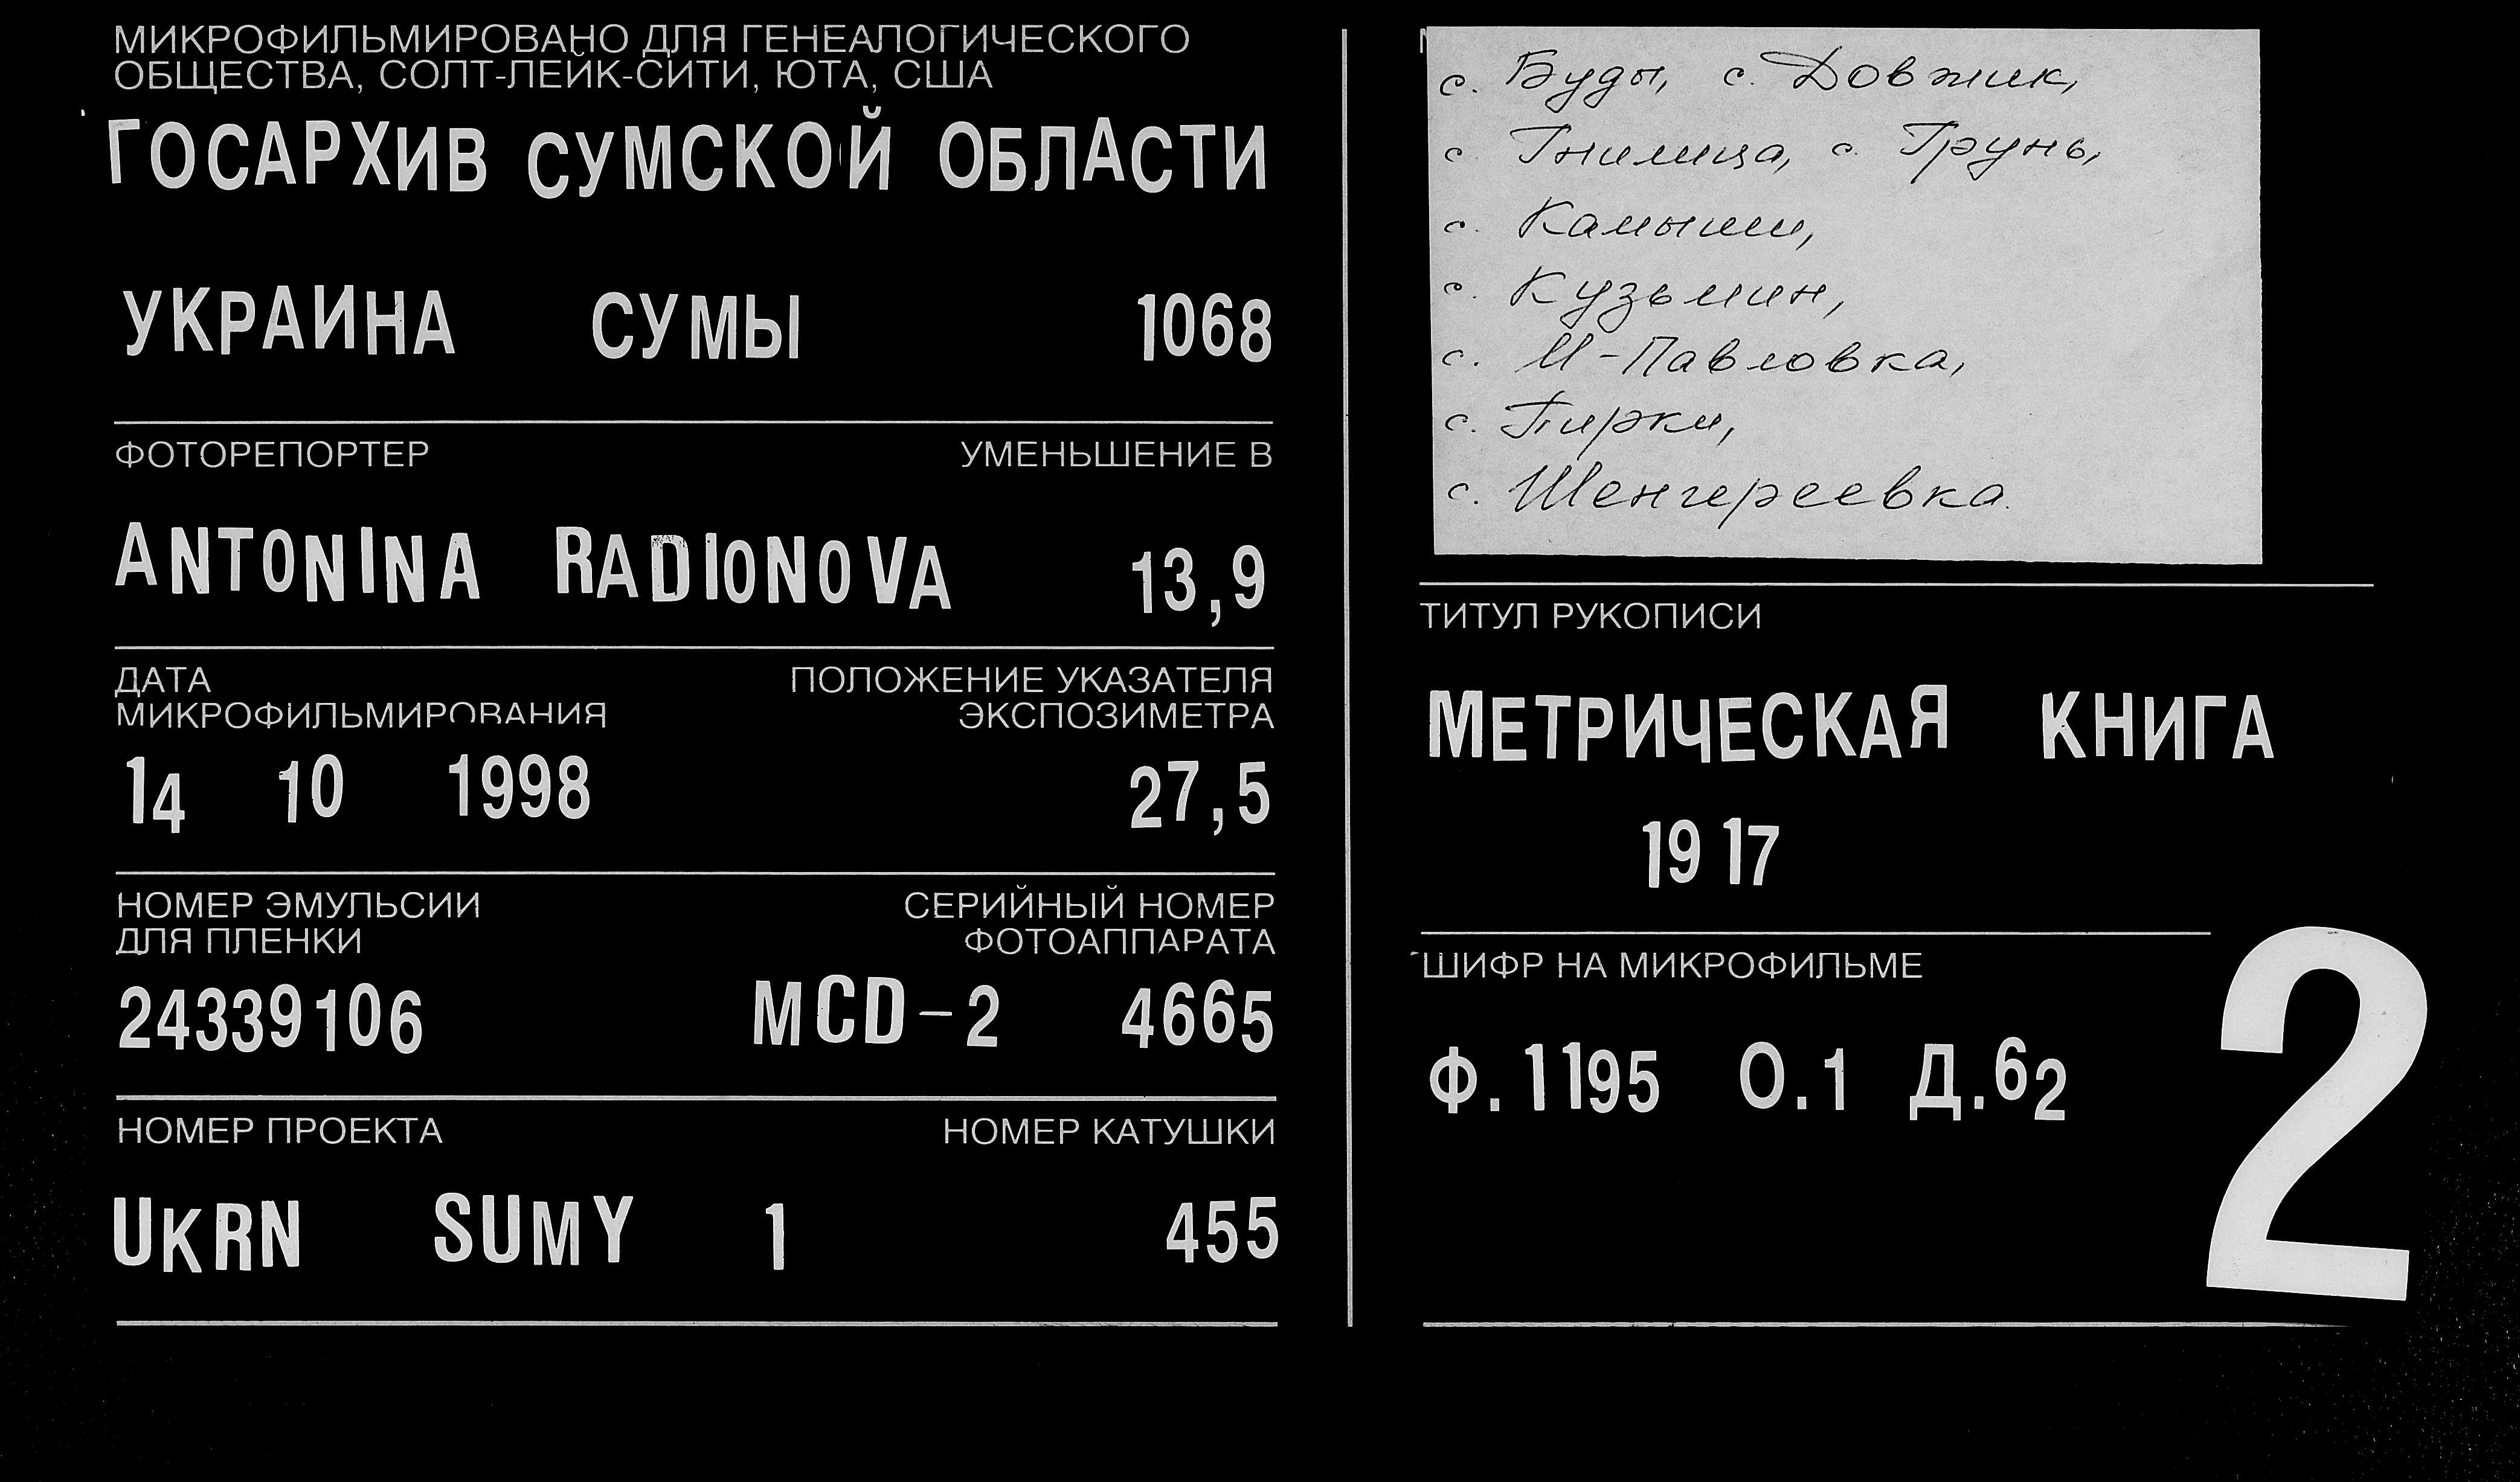 МИКРОФИЛЬМИРОВАНО ДЛЯ ГЕНЕАЛОГИЧЕСКОГО
ОБЩЕСТВА, СОЛТ-ЛЕЙК-СИТИ, ЮТА, США
ГОСАРХИВ СУМСКОЙ ОБЛАСТИ
УКРАИНА СУМЫ 1068
ФОТОРЕПОРТЕР УМЕНЬШЕНИЕ В
ANTONINA RADIONOVA 13,9
ДАТА ПОЛОЖЕНИЕ УКАЗАТЕЛЯ
МИКРОФИЛЬМИРОВАНИЯ ЭКСПОЗИМЕТРА
14 10 1998 27,5
НОМЕР ЭМУЛЬСИИ СЕРИЙНЫЙ НОМЕР
ДЛЯ ПЛЕНКИ ФОТОАППАРАТА
24339106 MCD-2 4665
НОМЕР ПРОЕКТА НОМЕР КАТУШКИ
UKRN SUMY 1 455
с. Буды, с. Довжик,
с. Гнилица, с. Грунь,
с. Камыши,
с. Кузьмин,
с. М-Павловка,
с. Пирки,
с. Шенгереевка.
ТИТУЛ РУКОПИСИ
МЕТРИЧЕСКАЯ КНИГА
1917
ШИФР НА МИКРОФИЛЬМЕ
Ф.1195 О.1 Д.62
2